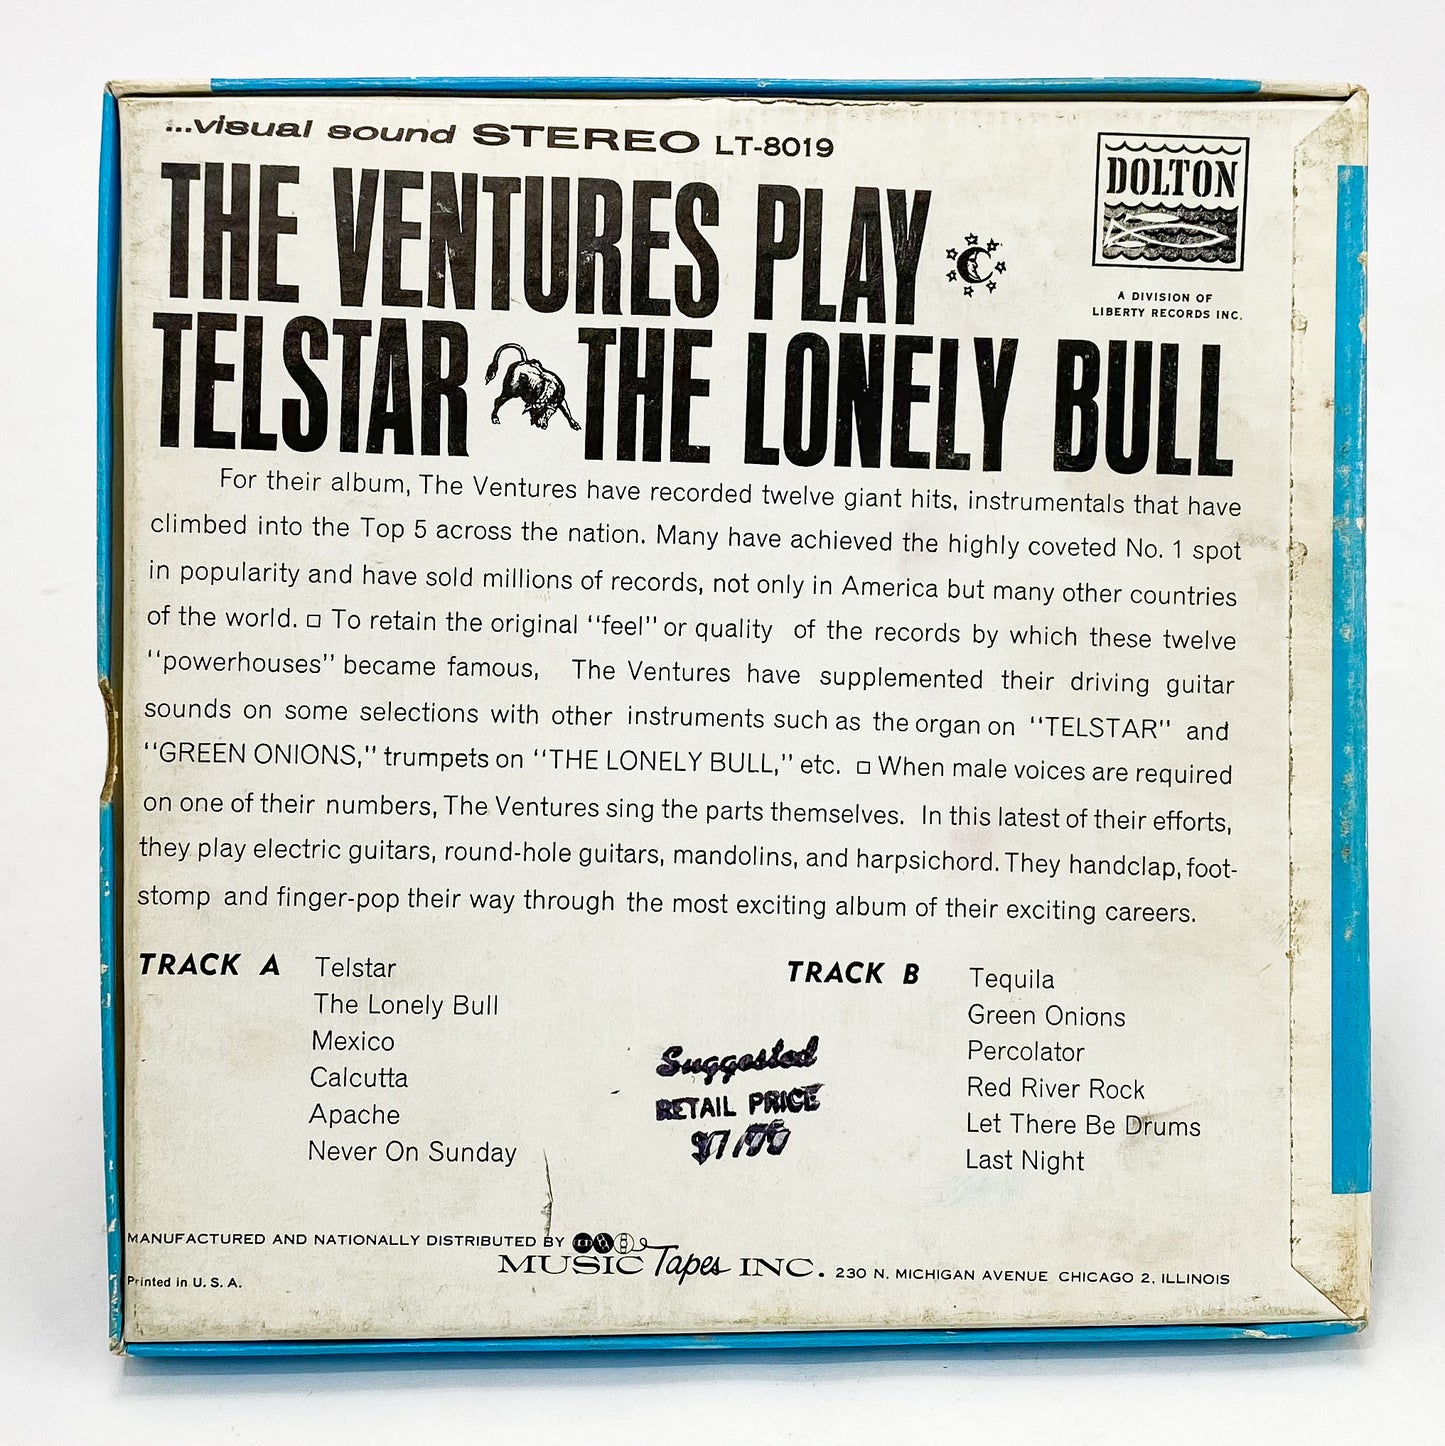 ...visual sound STEREO LT-8019
DOLTON
A DIVISION OF
LIBERTY RECORDS INC.
THE VENTURES PLAY
TELSTAR THE LONELY BULL
For their album, The Ventures have recorded twelve giant hits, instrumentals that have
climbed into the Top 5 across the nation. Many have achieved the highly coveted No. 1 spot
in popularity and have sold millions of records, not only in America but many other countries
of the world. □ To retain the original "feel" or quality of the records by which these twelve
"powerhouses" became famous, The Ventures have supplemented their driving guitar
sounds on some selections with other instruments such as the organ on "TELSTAR" and
"GREEN ONIONS," trumpets on "THE LONELY BULL," etc. □ When male voices are required
on one of their numbers, The Ventures sing the parts themselves. In this latest of their efforts,
they play electric guitars, round-hole guitars, mandolins, and harpsichord. They handclap, foot-
stomp and finger-pop their way through the most exciting album of their exciting careers.
TRACK A
Telstar
The Lonely Bull
Mexico
Calcutta
Apache
Never On Sunday
TRACK B
Tequila
Green Onions
Percolator
Red River Rock
Let There Be Drums
Last Night
Suggested
RETAIL PRICE
MANUFACTURED AND NATIONALLY DISTRIBUTED BY
MUSIC Tapes INC. 230 N. MICHIGAN AVENUE CHICAGO 2, ILLINOIS
Printed in U. S. A.